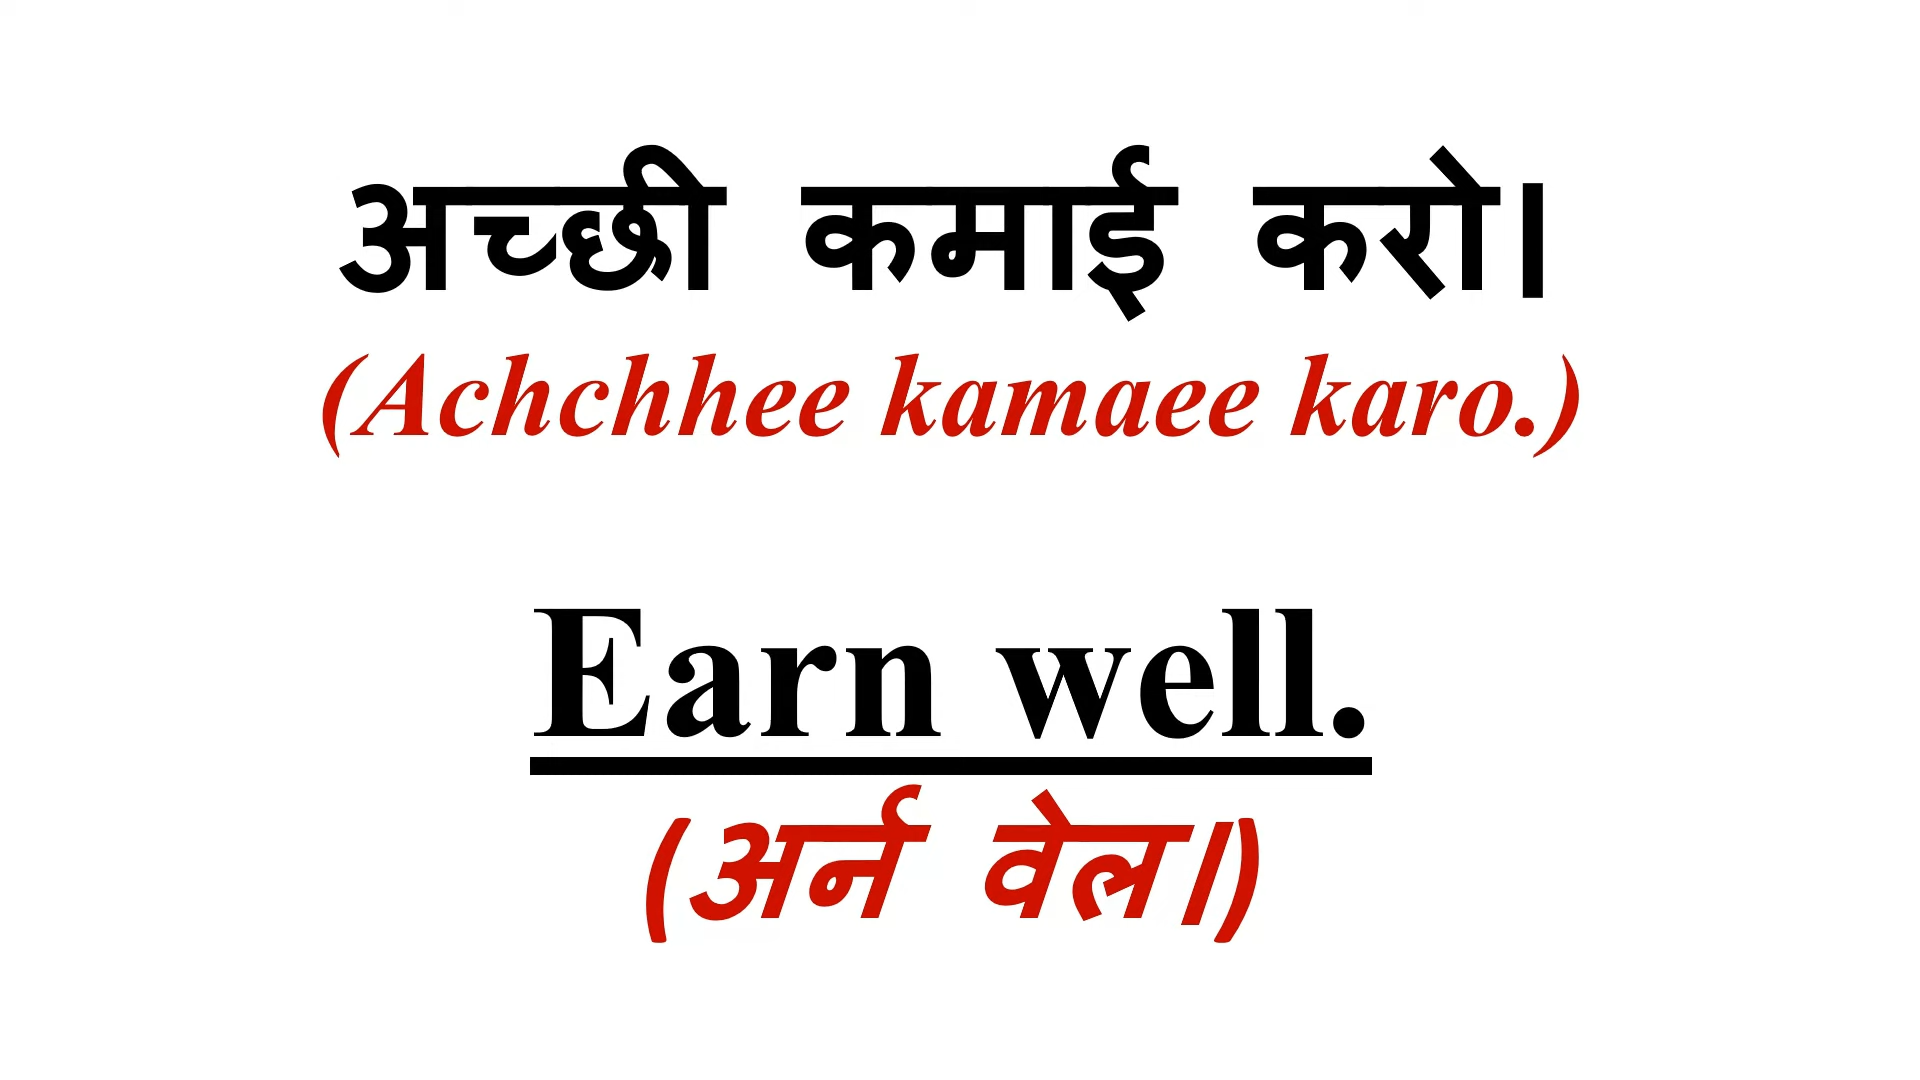 अच्छी कमाई करो।
(Achchhee kamaee karo.)
Earn well.
(अर्न वेल।)